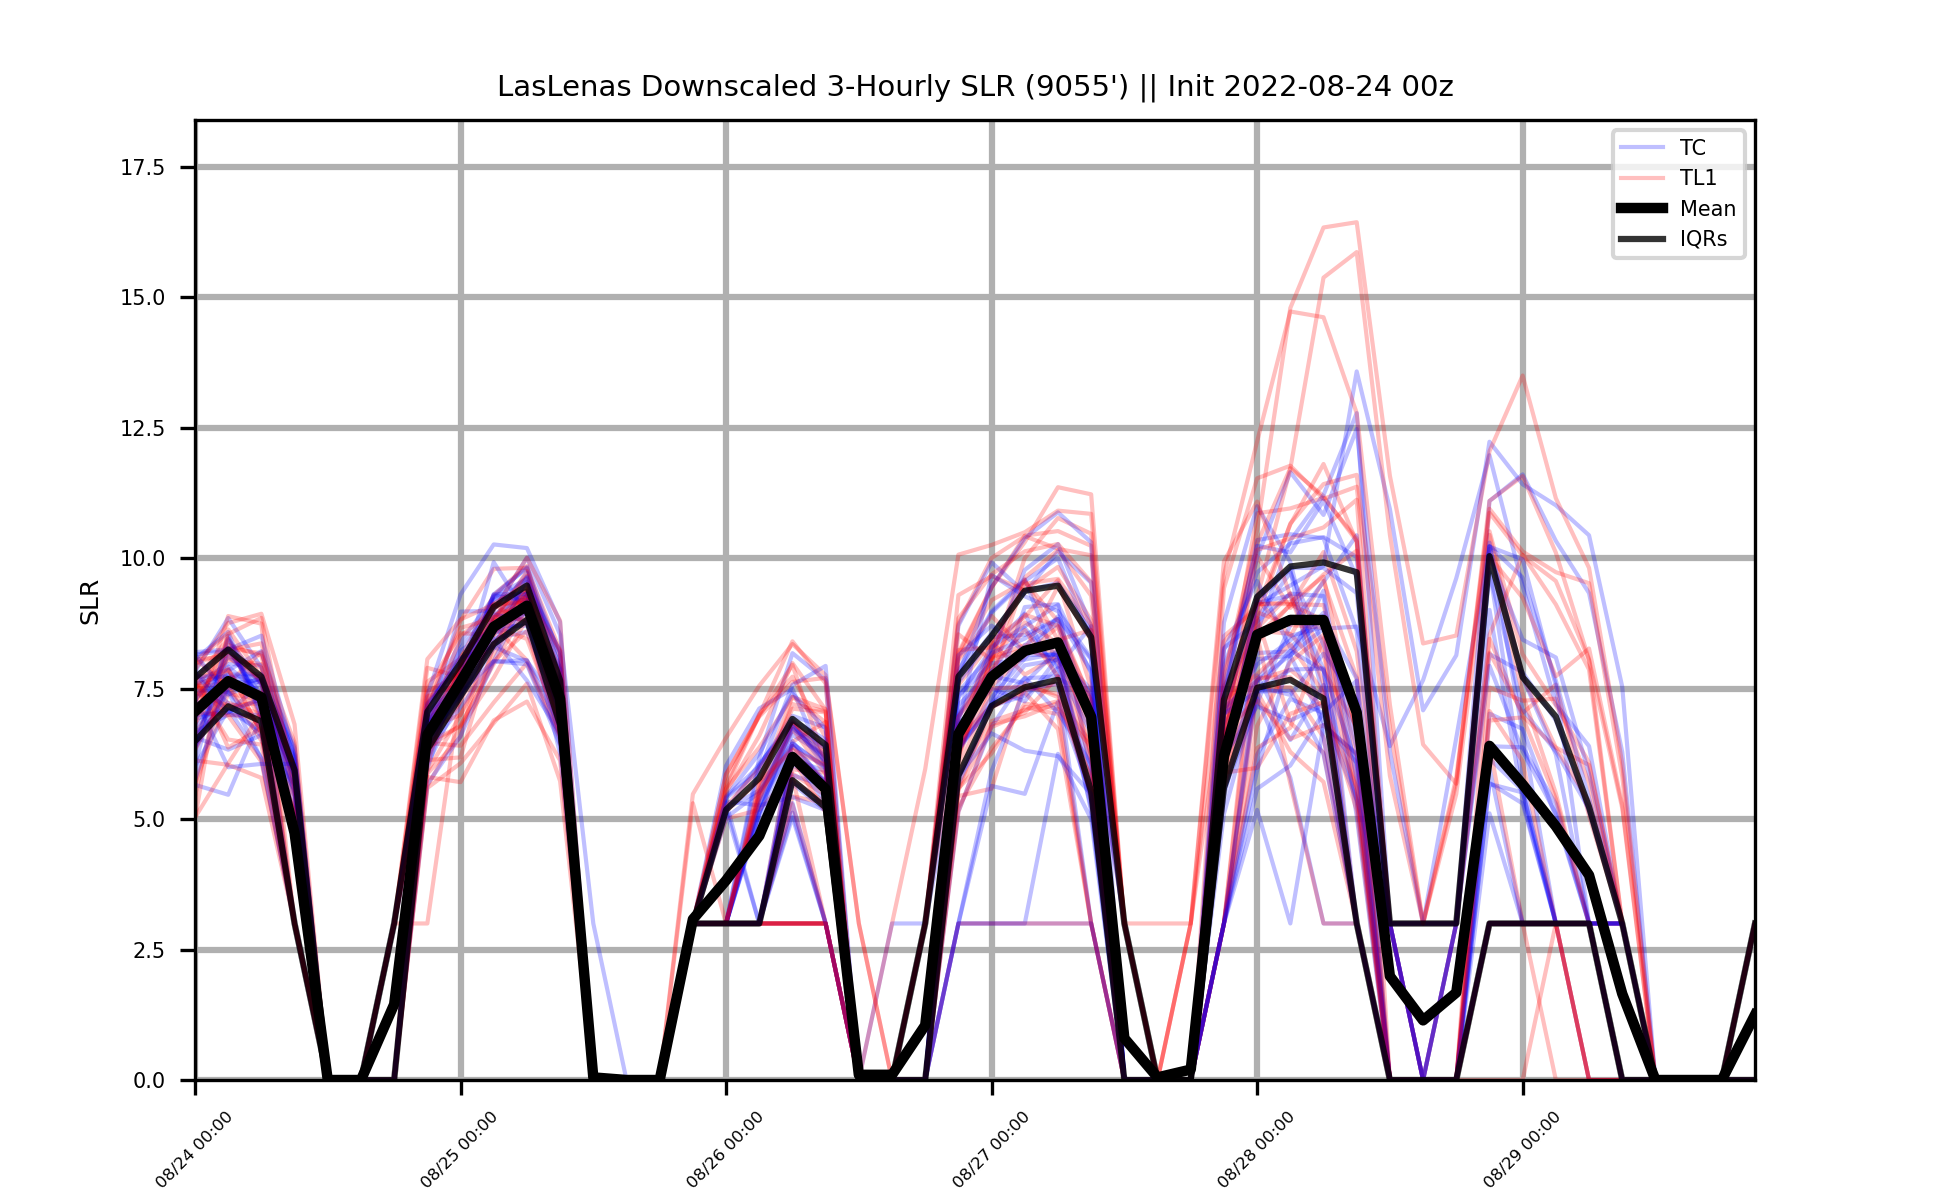 LasLenas Downscaled 3-Hourly SLR (9055') || Init 2022-08-24 00z
TC
TL1
Mean
IQRs
17.5
15.0
12.5
10.0
7.5
5.0
2.5
0.0
SLR
08/24 00:00
08/25 00:00
08/26 00:00
08/27 00:00
08/28 00:00
08/29 00:00